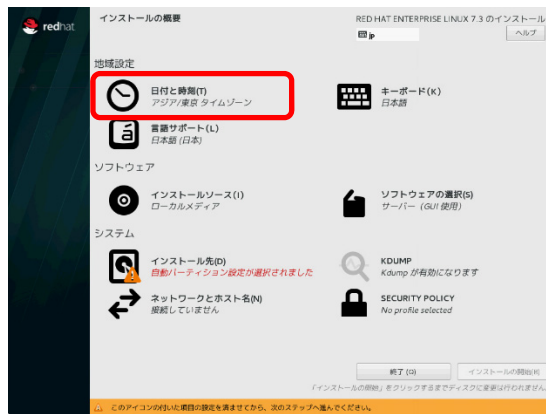 redhat
インストールの概要
RED HAT ENTERPRISE LINUX 7.3 のインストール
jp
ヘルプ
地域設定
日付と時刻(T)
アジア/東京 タイムゾーン
キーボード(K)
日本語
言語サポート(L)
日本語 (日本)
ソフトウェア
インストールソース(I)
ローカルメディア
ソフトウェアの選択(S)
サーバー (GUI 使用)
システム
インストール先(D)
自動パーティション設定が選択されました
KDUMP
Kdump が有効になります
ネットワークとホスト名(N)
接続していません
SECURITY POLICY
No profile selected
終了 (Q)
インストールの開始(B)
「インストールの開始」をクリックするまでディスクに変更は行われません。
このアイコンの付いた項目の設定を済ませてから、次のステップへ進んでください。